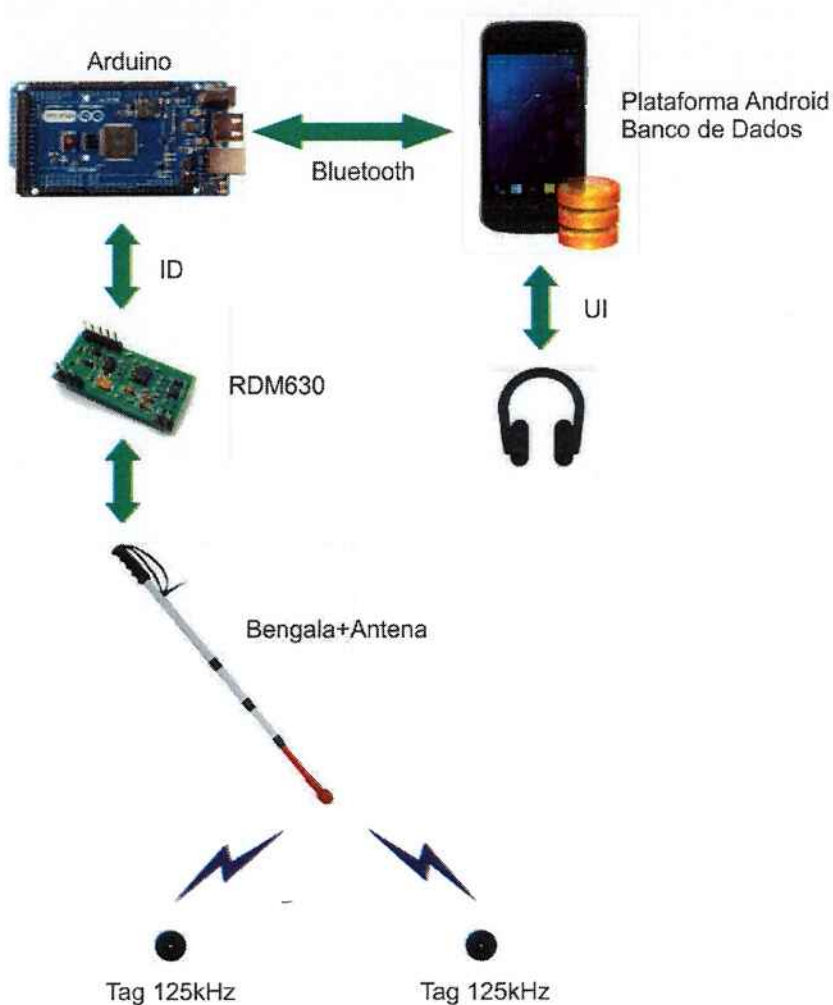 Arduino
Plataforma Android
Banco de Dados
Bluetooth
ID
UI
RDM630
Bengala+Antena
Tag 125kHz
Tag 125kHz